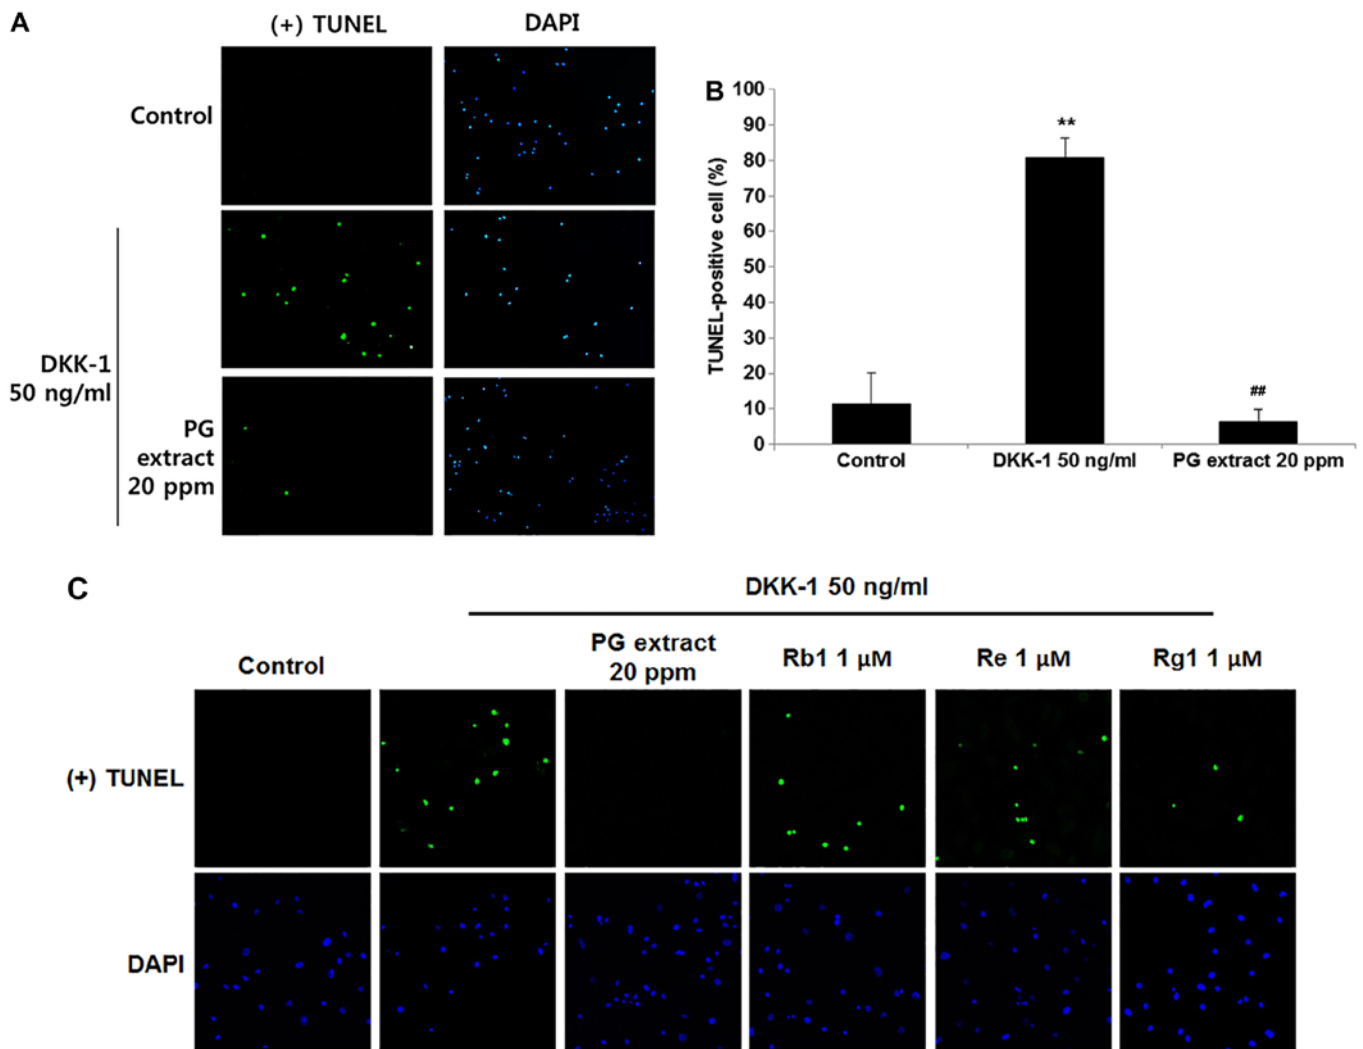 A
(+) TUNEL
DAPI
Control
DKK-1
50 ng/ml
PG
extract
20 ppm
B
100
90
80
70
60
50
40
30
20
10
0
TUNEL-positive cell (%)
**
##
Control
DKK-1 50 ng/ml
PG extract 20 ppm
C
DKK-1 50 ng/ml
Control
PG extract
20 ppm
Rb1 1 µM
Re 1 µM
Rg1 1 µM
(+) TUNEL
DAPI